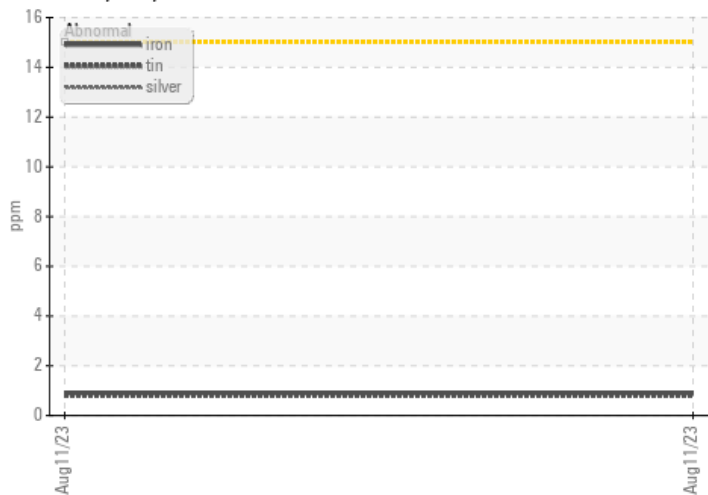 16
Abnormal
iron
14
tin
silver
12
10
8
ppm
6
4
2
0
Aug11/23
Aug11/23